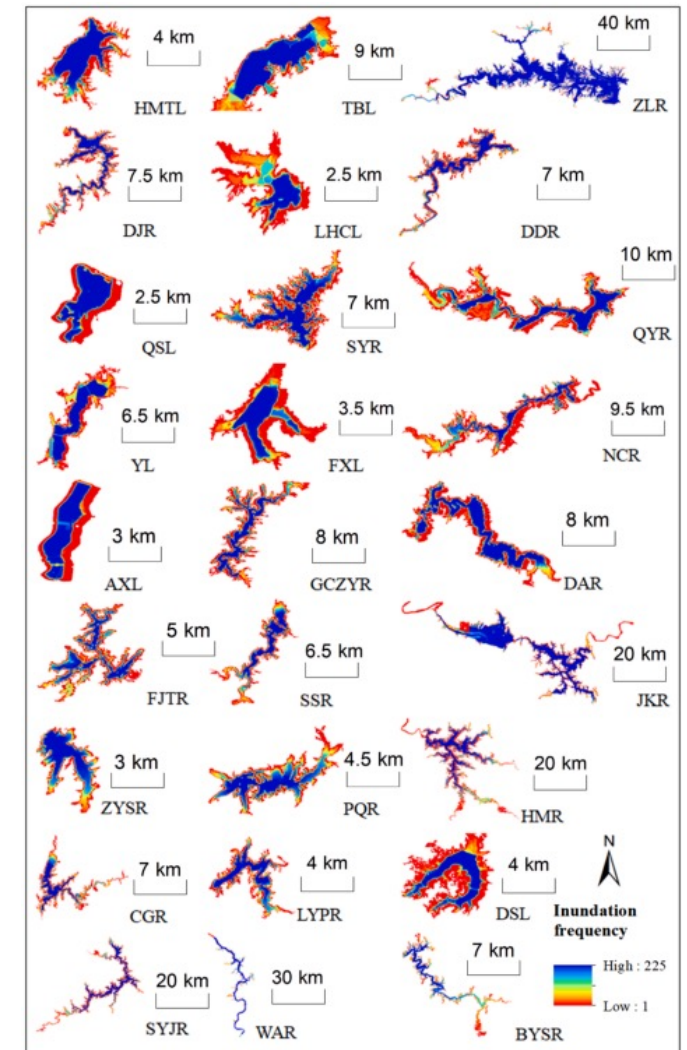 4 km
HMTL
9 km
TBL
40 km
ZLR
7.5 km
DJR
2.5 km
LHCL
7 km
DDR
2.5 km
QSL
7 km
SYR
10 km
QYR
6.5 km
YL
3.5 km
FXL
9.5 km
NCR
3 km
AXL
8 km
GCZYR
8 km
DAR
5 km
FJTR
6.5 km
SSR
20 km
JKR
3 km
ZYSR
4.5 km
PQR
20 km
HMR
7 km
CGR
4 km
LYPR
4 km
DSL
N
Inundation
frequency
High : 225
Low : 1
20 km
SYJR
30 km
WAR
7 km
BYSR